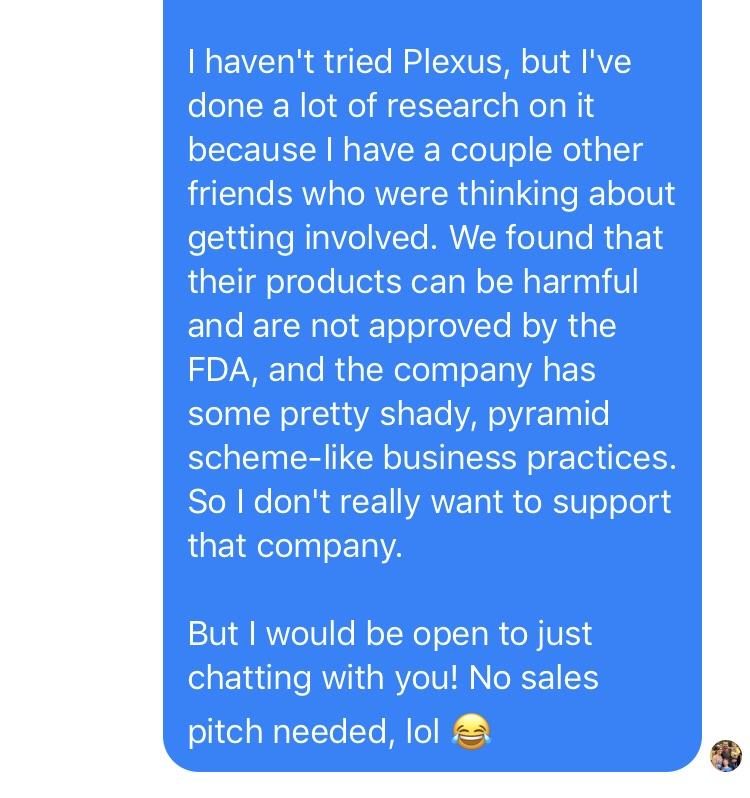 I haven't tried Plexus, but I've
done a lot of research on it
because I have a couple other
friends who were thinking about
getting involved. We found that
their products can be harmful
and are not approved by the
FDA, and the company has
some pretty shady, pyramid
scheme-like business practices.
So I don't really want to support
that company.
But I would be open to just
chatting with you! No sales
pitch needed, lol 😂